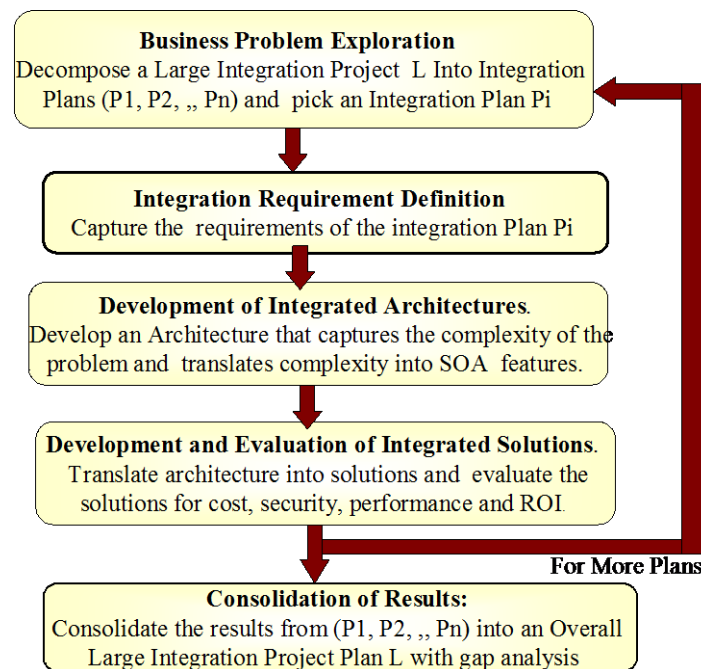 Business Problem Exploration
Decompose a Large Integration Project L Into Integration
Plans (P1, P2, ,, Pn) and pick an Integration Plan Pi
Integration Requirement Definition
Capture the requirements of the integration Plan Pi
Development of Integrated Architectures.
Develop an Architecture that captures the complexity of the
problem and translates complexity into SOA features.
Development and Evaluation of Integrated Solutions.
Translate architecture into solutions and evaluate the
solutions for cost, security, performance and ROI.
For More Plans
Consolidation of Results:
Consolidate the results from (P1, P2, ,, Pn) into an Overall
Large Integration Project Plan L with gap analysis